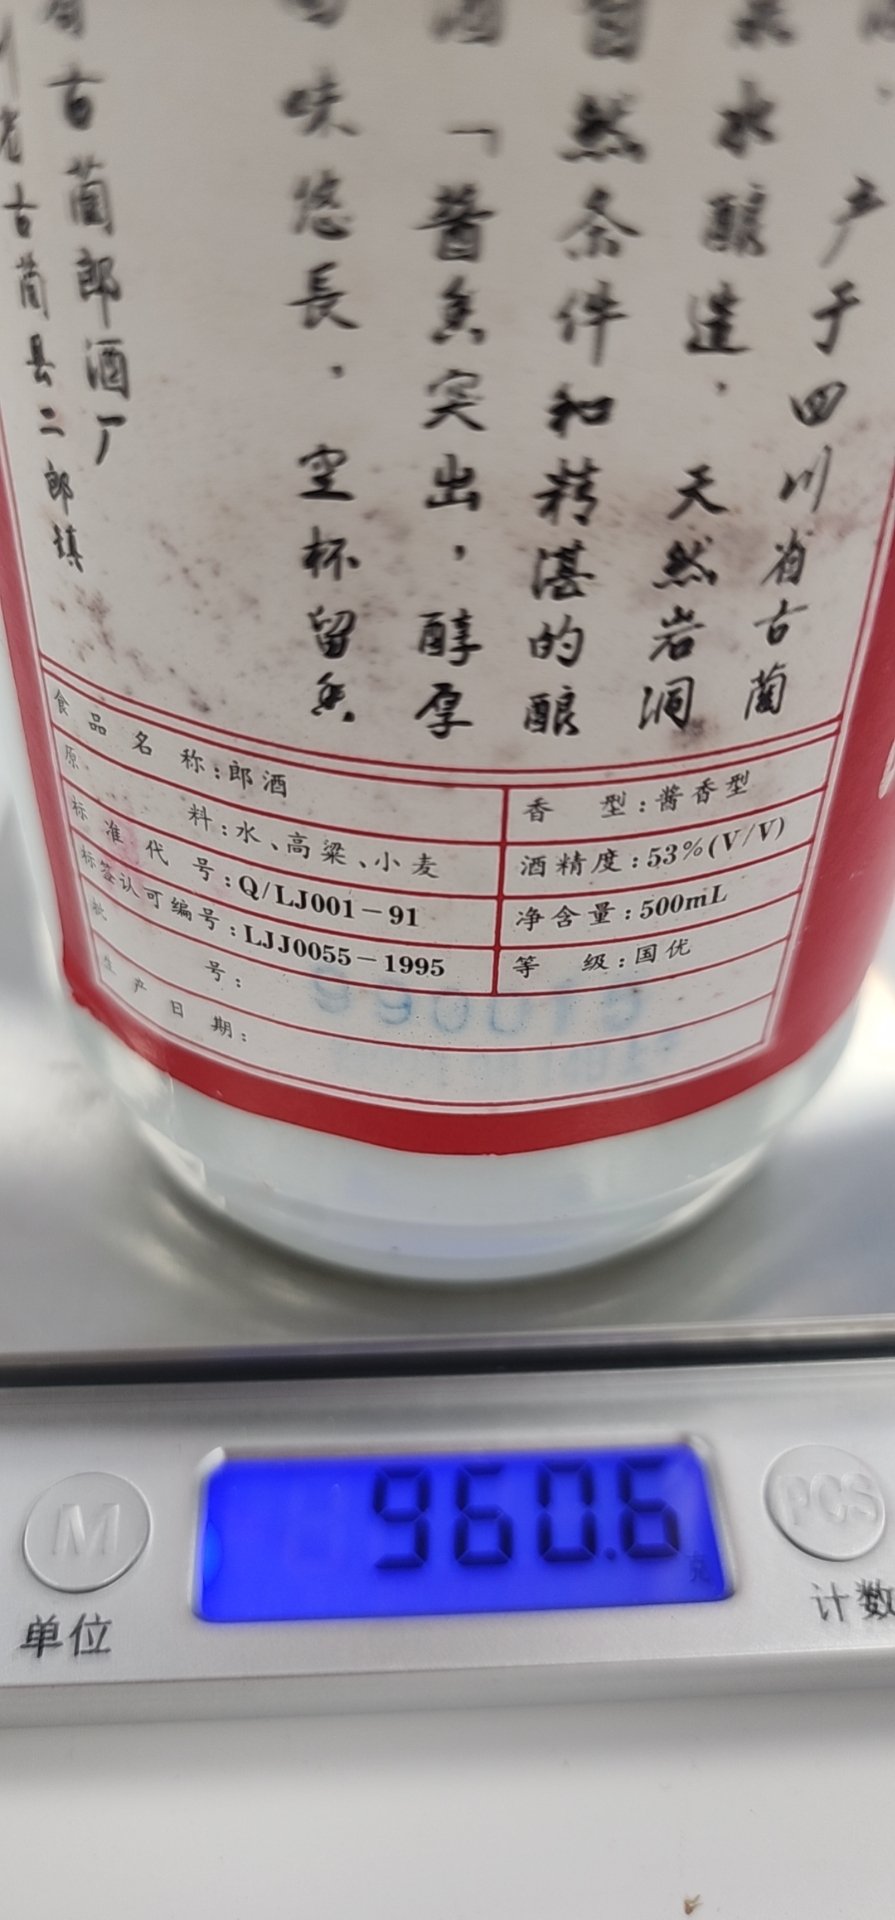 产于四川省古蔺
泉水酿造，天然岩洞
自然条件和精湛的酿
酒「酱香突出，醇厚
味悠長，空杯留香
古蔺郎酒厂
省古蔺县二郎镇
食品名称：郎酒
香型：酱香型
原料：水、高粱、小麦
酒精度：53%(V/V)
标准代号：Q/LJ001－91
净含量：500mL
标签认可编号：LJJ0055－1995
等级：国优
批号：
生产日期：
960.6
克
M
单位
PCS
计数